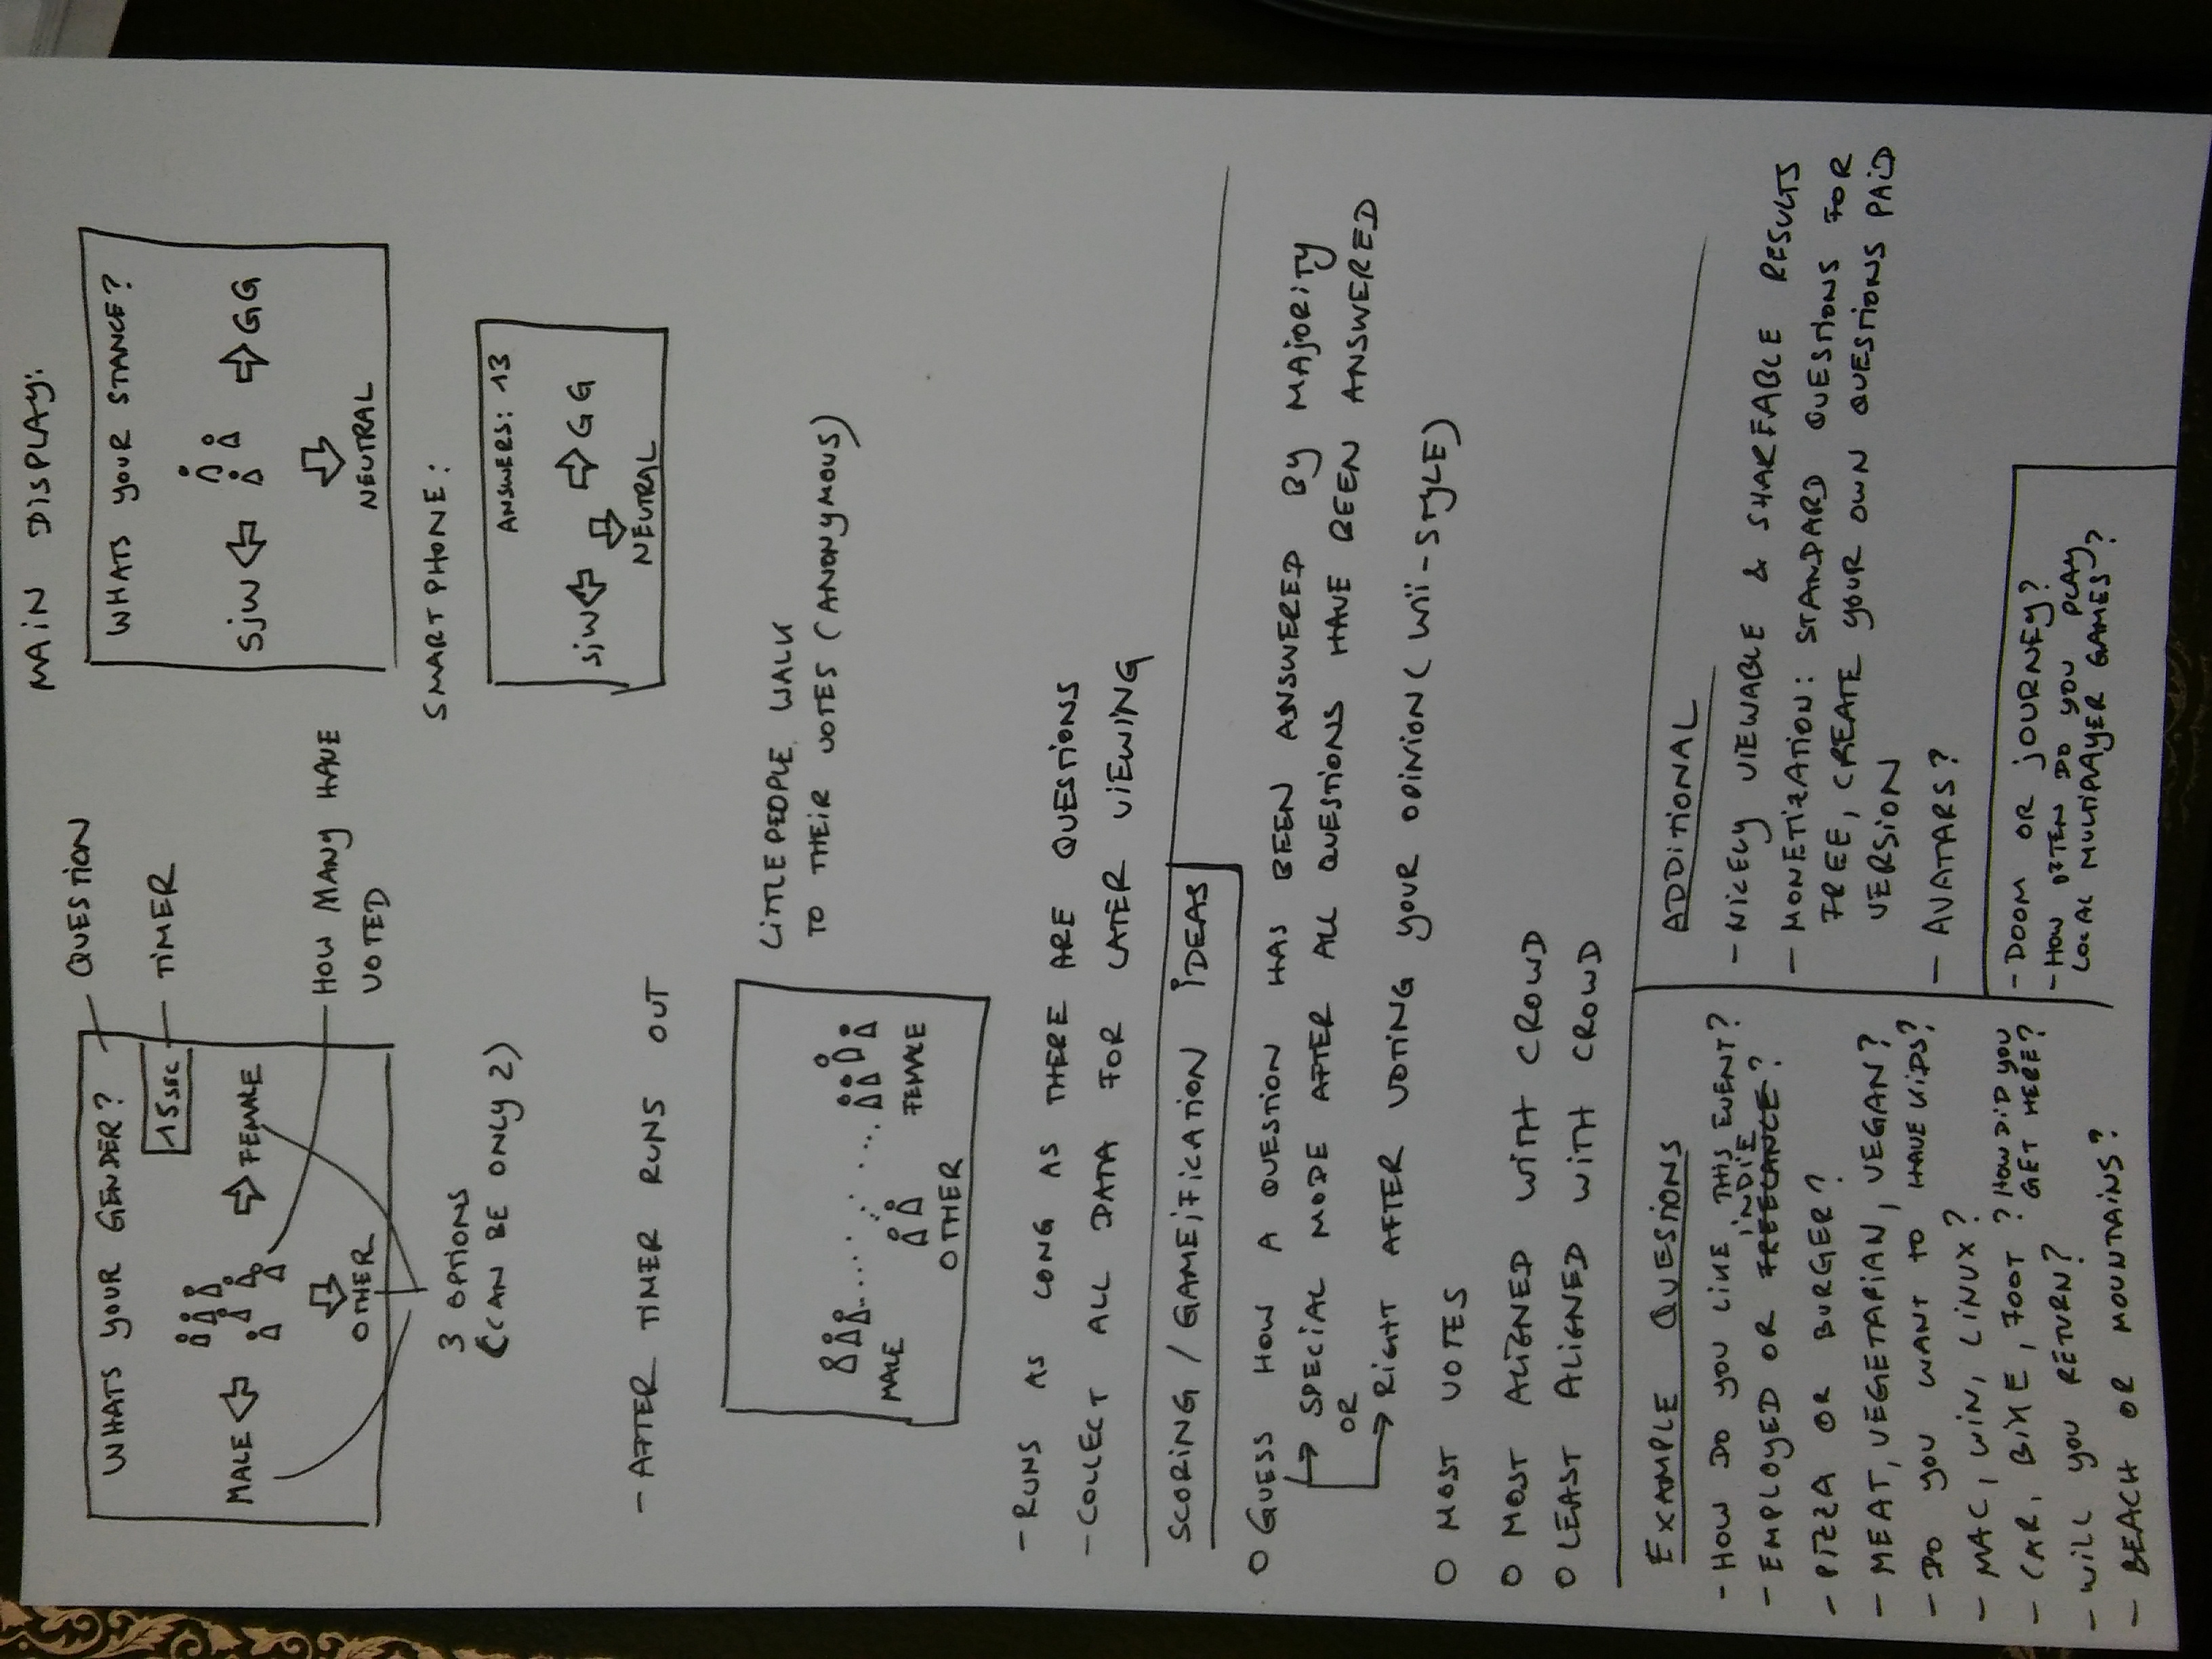 WHATS YOUR GENDER?
QUESTION
15 SEC
TIMER
MALE
FEMALE
OTHER
HOW MANY HAVE
VOTED
3 OPTIONS
(CAN BE ONLY 2)
MAIN DISPLAY:
WHATS YOUR STANCE?
SJW
GG
NEUTRAL
SMARTPHONE:
ANSWERS: 13
SJW
GG
NEUTRAL
- AFTER TIMER RUNS OUT
MALE
OTHER
FEMALE
LITTLE PEOPLE WALK
TO THEIR VOTES (ANONYMOUS)
- RUNS AS LONG AS THERE ARE QUESTIONS
- COLLECT ALL DATA FOR LATER VIEWING
SCORING / GAMEIFICATION IDEAS
O GUESS HOW A QUESTION HAS BEEN ANSWERED BY MAJORITY
→ SPECIAL MODE AFTER ALL QUESTIONS HAVE BEEN ANSWERED
OR
→ RIGHT AFTER VOTING YOUR OPINION (WII-STYLE)
O MOST VOTES
O MOST ALIGNED WITH CROWD
O LEAST ALIGNED WITH CROWD
EXAMPLE QUESTIONS
- HOW DO YOU LIKE THIS EVENT?
INDIE
- EMPLOYED OR FREELANCE?
- PIZZA OR BURGER?
- MEAT, VEGETARIAN, VEGAN?
- DO YOU WANT TO HAVE KIDS?
- MAC, WIN, LINUX?
- CAR, BIKE, FOOT? HOW DID YOU
GET HERE?
- WILL YOU RETURN?
- BEACH OR MOUNTAINS?
ADDITIONAL
- NICELY VIEWABLE & SHAREABLE RESULTS
- MONETIZATION: STANDARD QUESTIONS FOR
FREE, CREATE YOUR OWN QUESTIONS PAID
VERSION
- AVATARS?
- DOOM OR JOURNEY?
- HOW OFTEN DO YOU PLAY
LOCAL MULTIPLAYER GAMES?